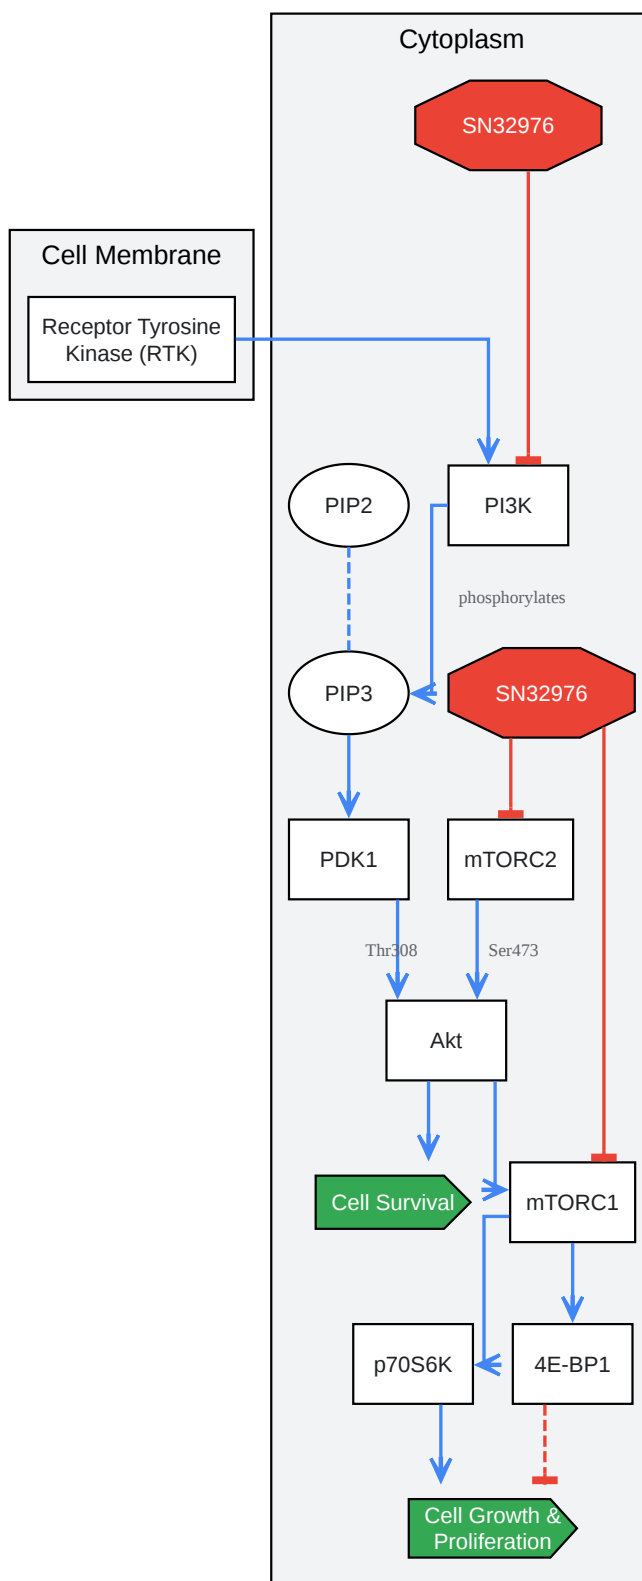 Cytoplasm
SN32976
Cell Membrane
Receptor Tyrosine
Kinase (RTK)
PIP2
PI3K
phosphorylates
PIP3
SN32976
PDK1
mTORC2
Thr308
Ser473
Akt
Cell Survival
mTORC1
p70S6K
4E-BP1
Cell Growth &
Proliferation